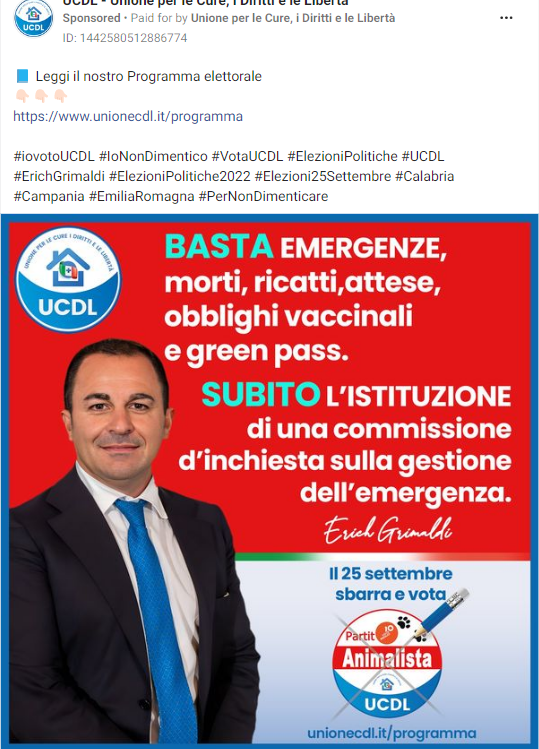 UCDL - Unione per le Cure, i Diritti e le Libertà
Sponsored • Paid for by Unione per le Cure, i Diritti e le Libertà
ID: 1442580512886774
Leggi il nostro Programma elettorale
https://www.unionecdl.it/programma
#iovotoUCDL #IoNonDimentico #VotaUCDL #ElezioniPolitiche #UCDL
#ErichGrimaldi #ElezioniPolitiche2022 #Elezioni25Settembre #Calabria
#Campania #EmiliaRomagna #PerNonDimenticare
UNIONE PER LE CURE I DIRITTI E LE LIBERTÀ
UCDL
BASTA EMERGENZE,
morti, ricatti,attese,
obblighi vaccinali
e green pass.
SUBITO L'ISTITUZIONE
di una commissione
d'inchiesta sulla gestione
dell'emergenza.
Erich Grimaldi
Il 25 settembre
sbarra e vota
Partit
Animalista
UCDL
unionecdl.it/programma